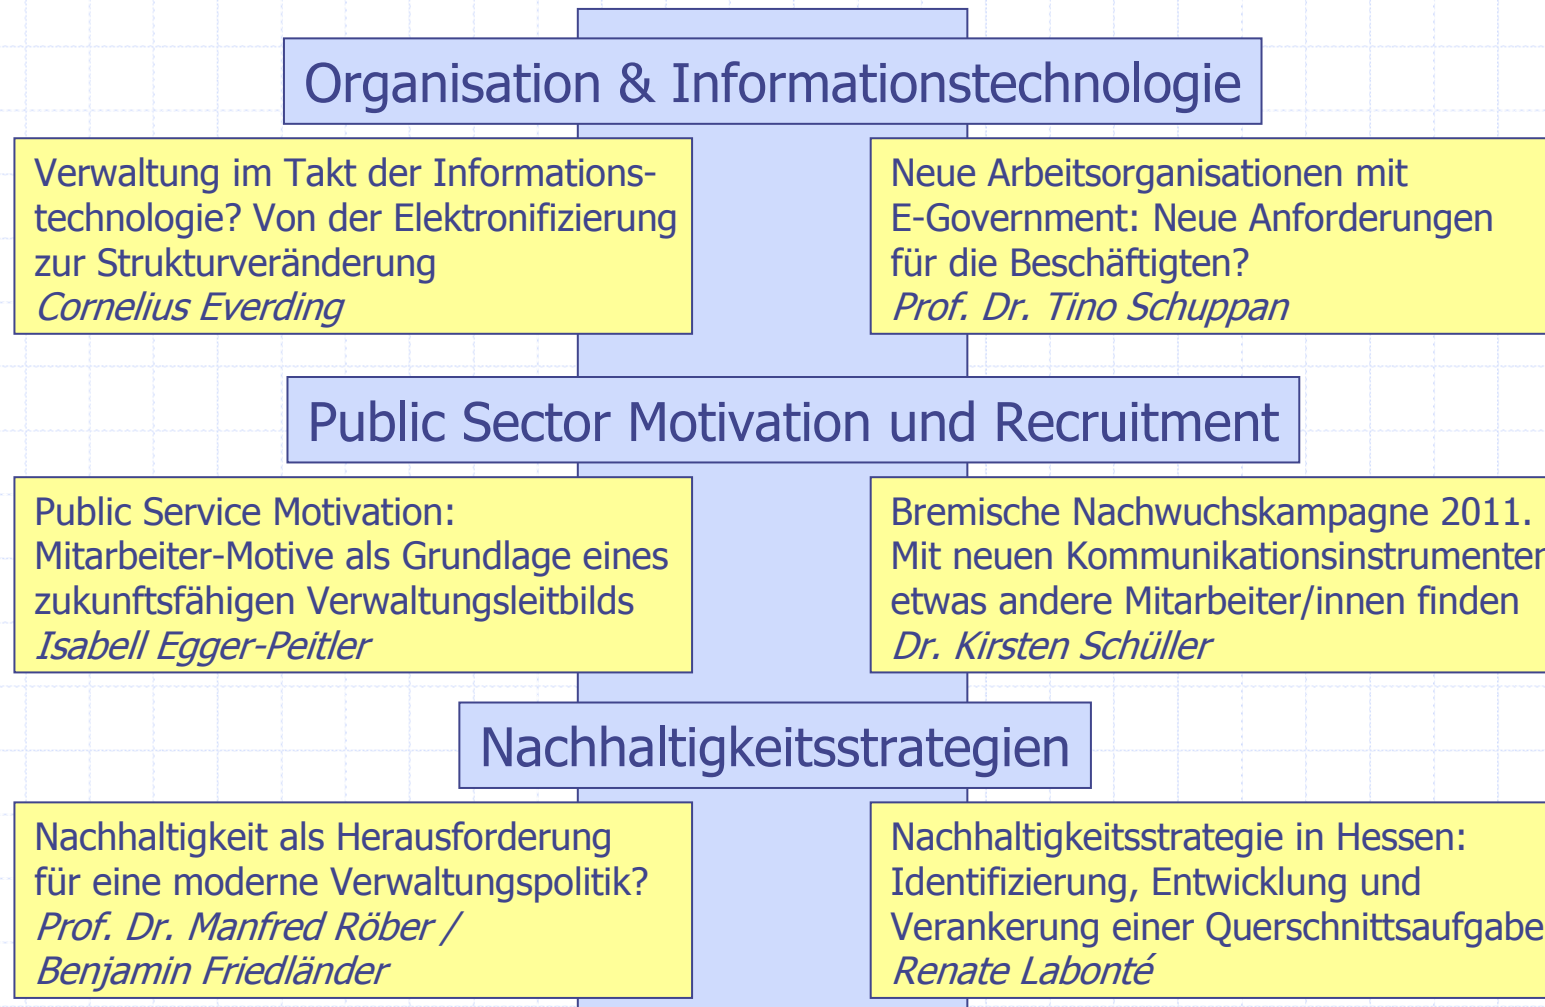 Organisation & Informationstechnologie
Verwaltung im Takt der Informations-
technologie? Von der Elektronifizierung
zur Strukturveränderung
Cornelius Everding
Neue Arbeitsorganisationen mit
E-Government: Neue Anforderungen
für die Beschäftigten?
Prof. Dr. Tino Schuppan
Public Sector Motivation und Recruitment
Public Service Motivation:
Mitarbeiter-Motive als Grundlage eines
zukunftsfähigen Verwaltungsleitbilds
Isabell Egger-Peitler
Bremische Nachwuchskampagne 2011.
Mit neuen Kommunikationsinstrumenten
etwas andere Mitarbeiter/innen finden
Dr. Kirsten Schüller
Nachhaltigkeitsstrategien
Nachhaltigkeit als Herausforderung
für eine moderne Verwaltungspolitik?
Prof. Dr. Manfred Röber /
Benjamin Friedländer
Nachhaltigkeitsstrategie in Hessen:
Identifizierung, Entwicklung und
Verankerung einer Querschnittsaufgabe
Renate Labonté